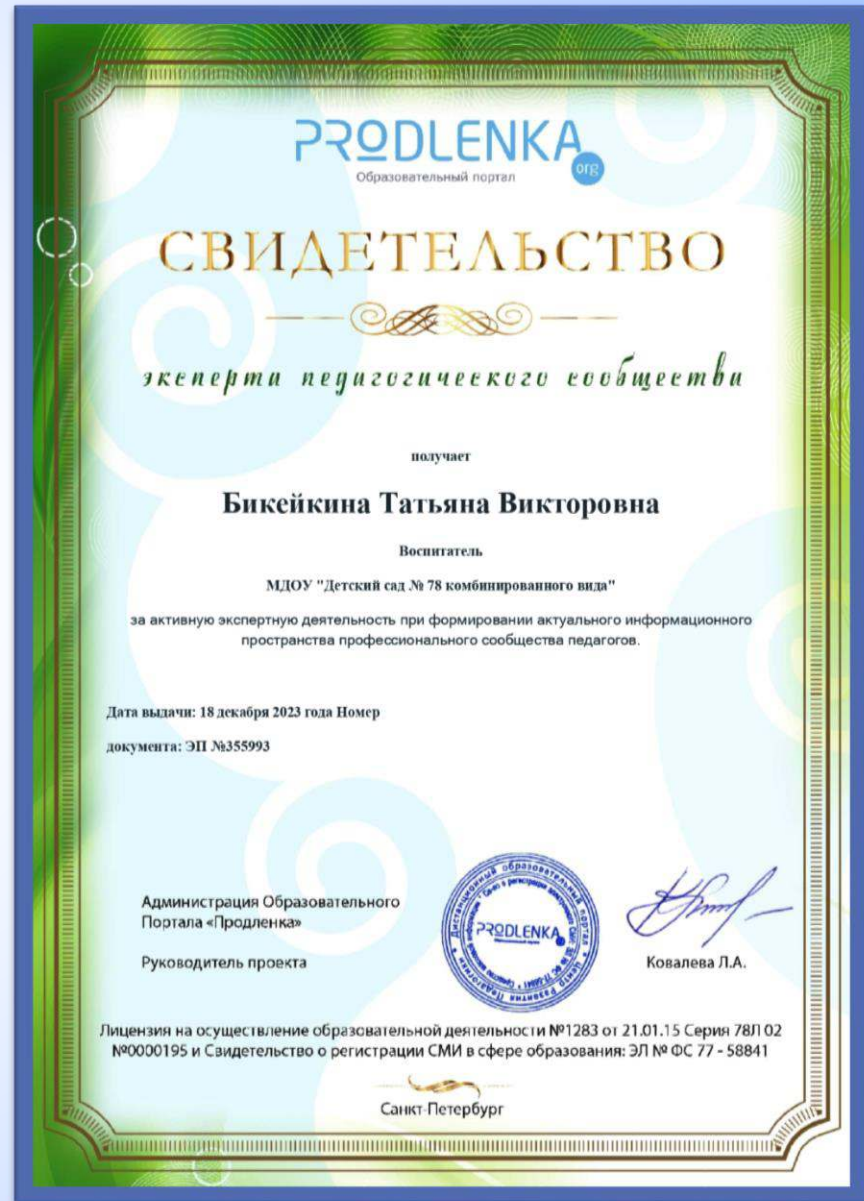 PRODLENKA.org
Образовательный портал
СВИДЕТЕЛЬСТВО
эксперта педагогического сообщества
получает
Бикейкина Татьяна Викторовна
Воспитатель
МДОУ "Детский сад № 78 комбинированного вида"
за активную экспертную деятельность при формировании актуального информационного
пространства профессионального сообщества педагогов.
Дата выдачи: 18 декабря 2023 года Номер
документа: ЭП №355993
Администрация Образовательного
Портала «Продленка»
Руководитель проекта
PRODLENKA
Ковалева Л.А.
Лицензия на осуществление образовательной деятельности №1283 от 21.01.15 Серия 78Л 02
№0000195 и Свидетельство о регистрации СМИ в сфере образования: ЭЛ № ФС 77 - 58841
Санкт-Петербург